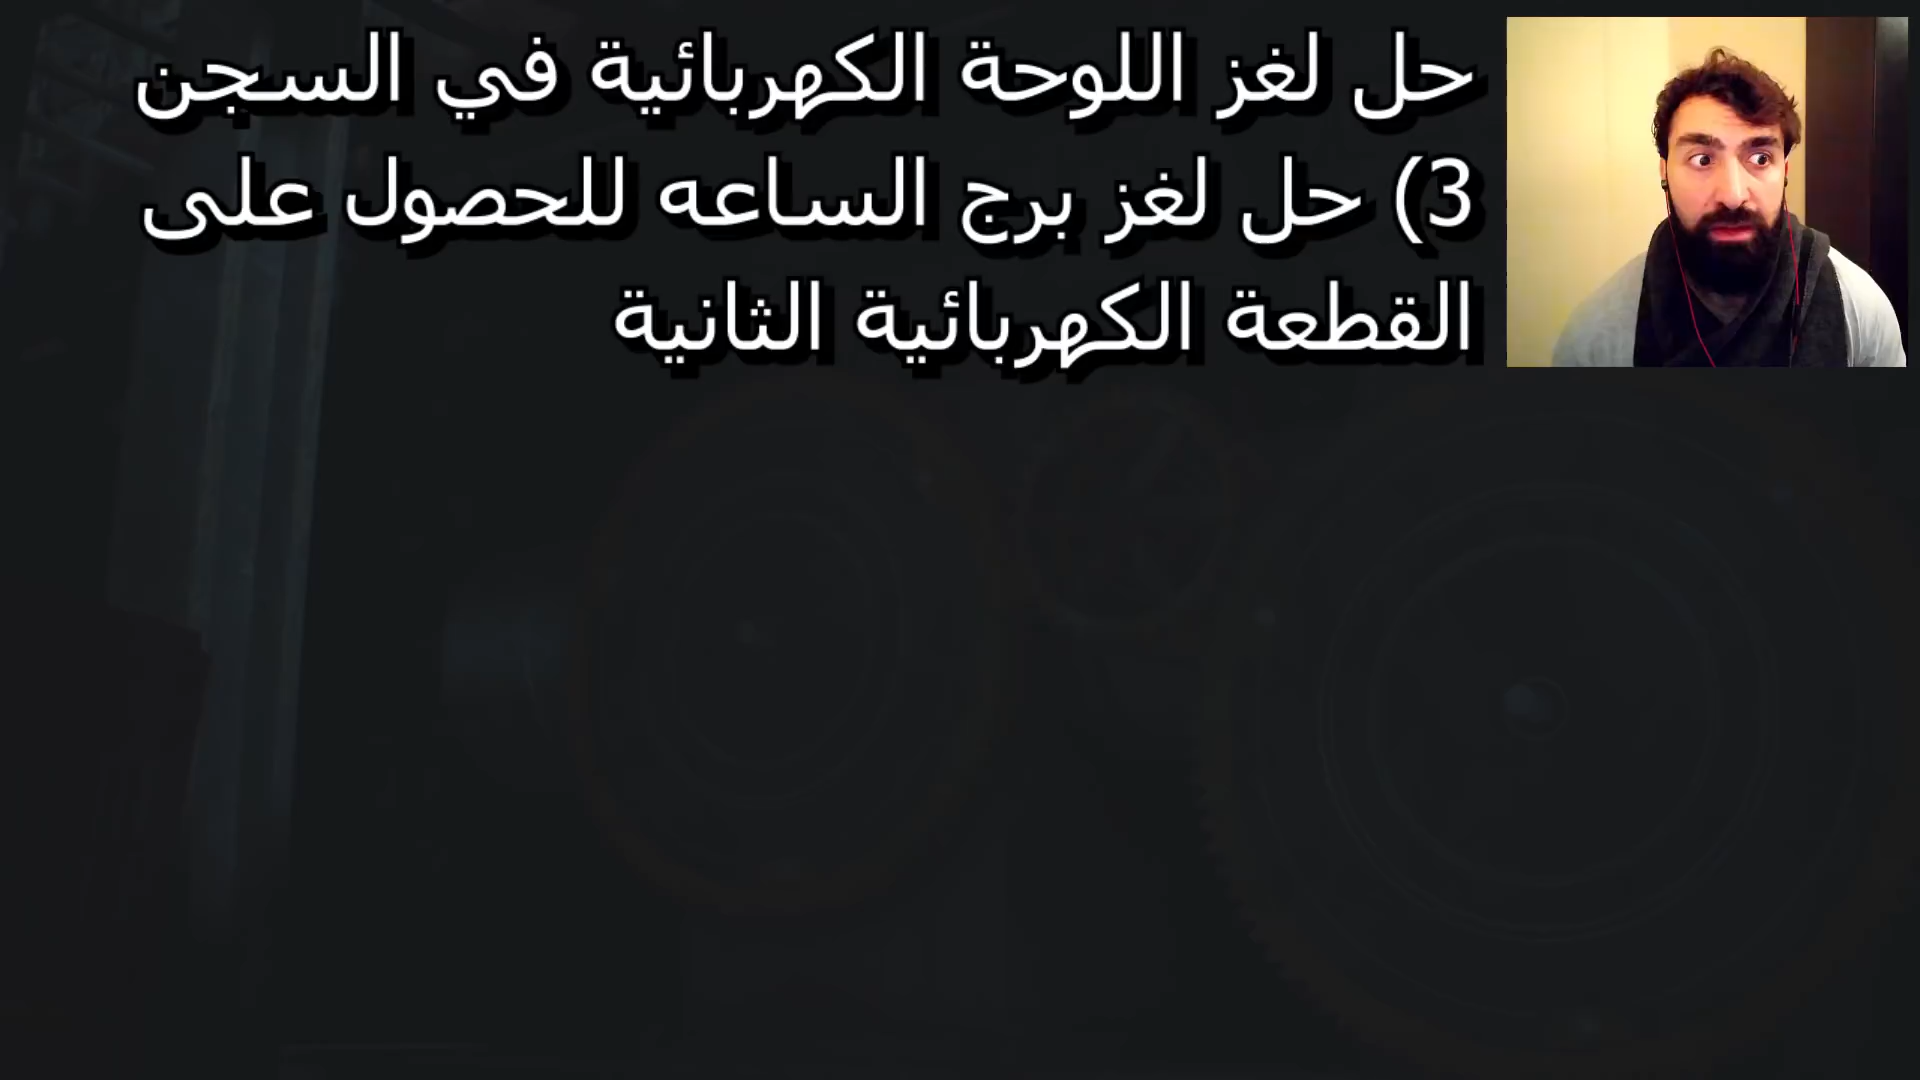 حل لغز اللوحة الكهربائية في السجن
3) حل لغز برج الساعه للحصول على
القطعة الكهربائية الثانية